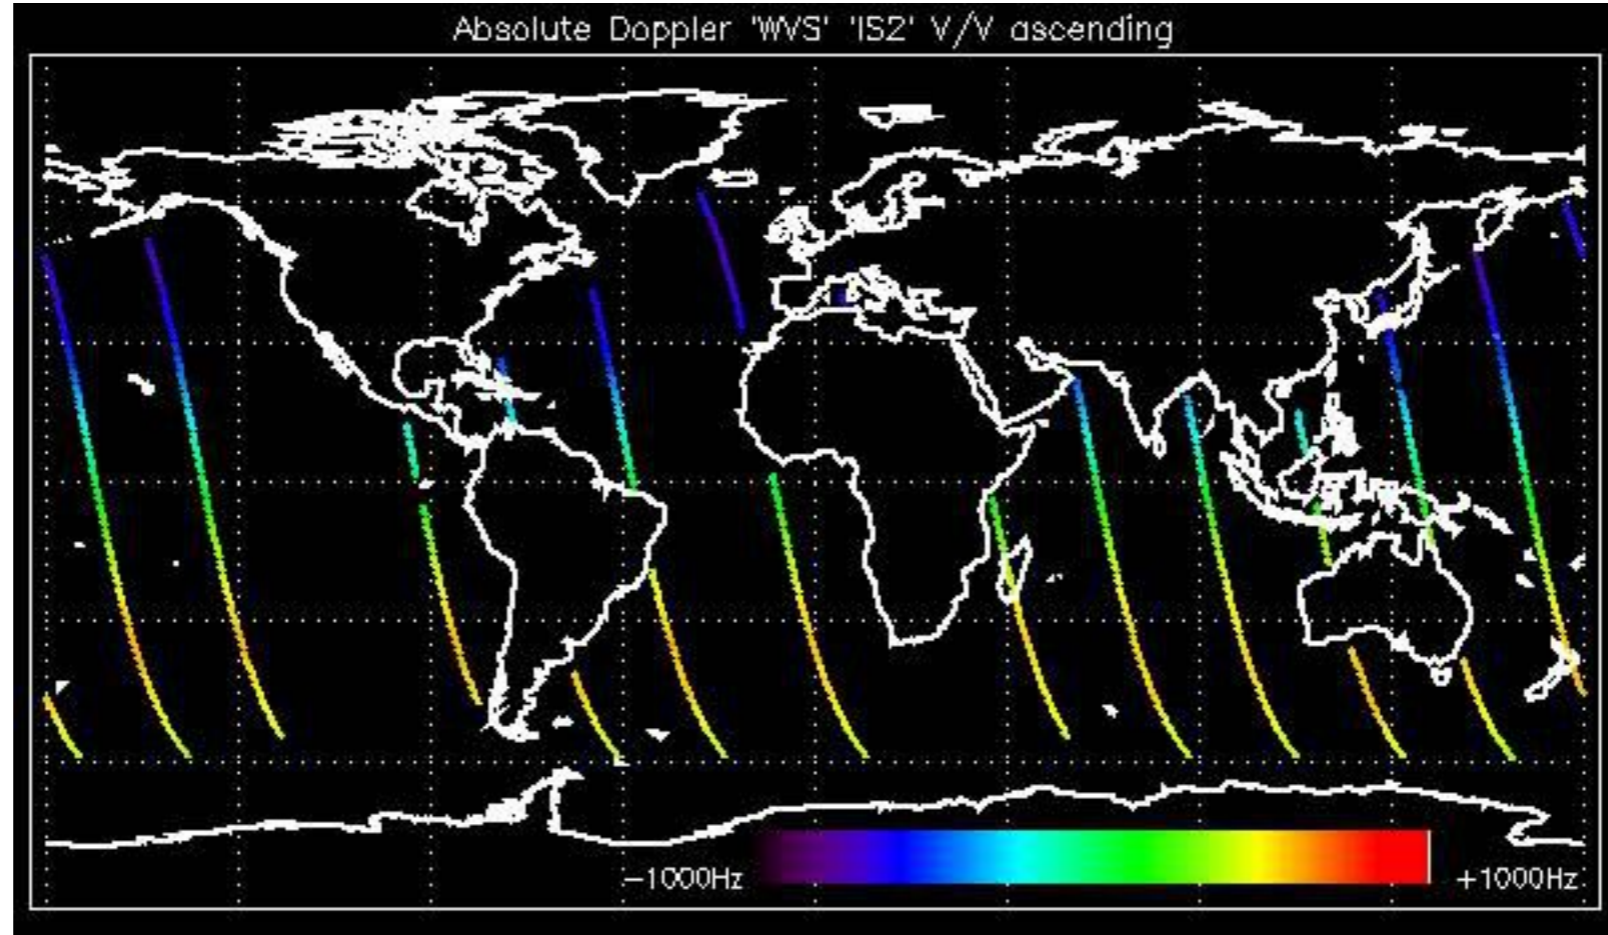 Absolute Doppler 'WVS' 'IS2' V/V ascending
-1000Hz
+1000Hz